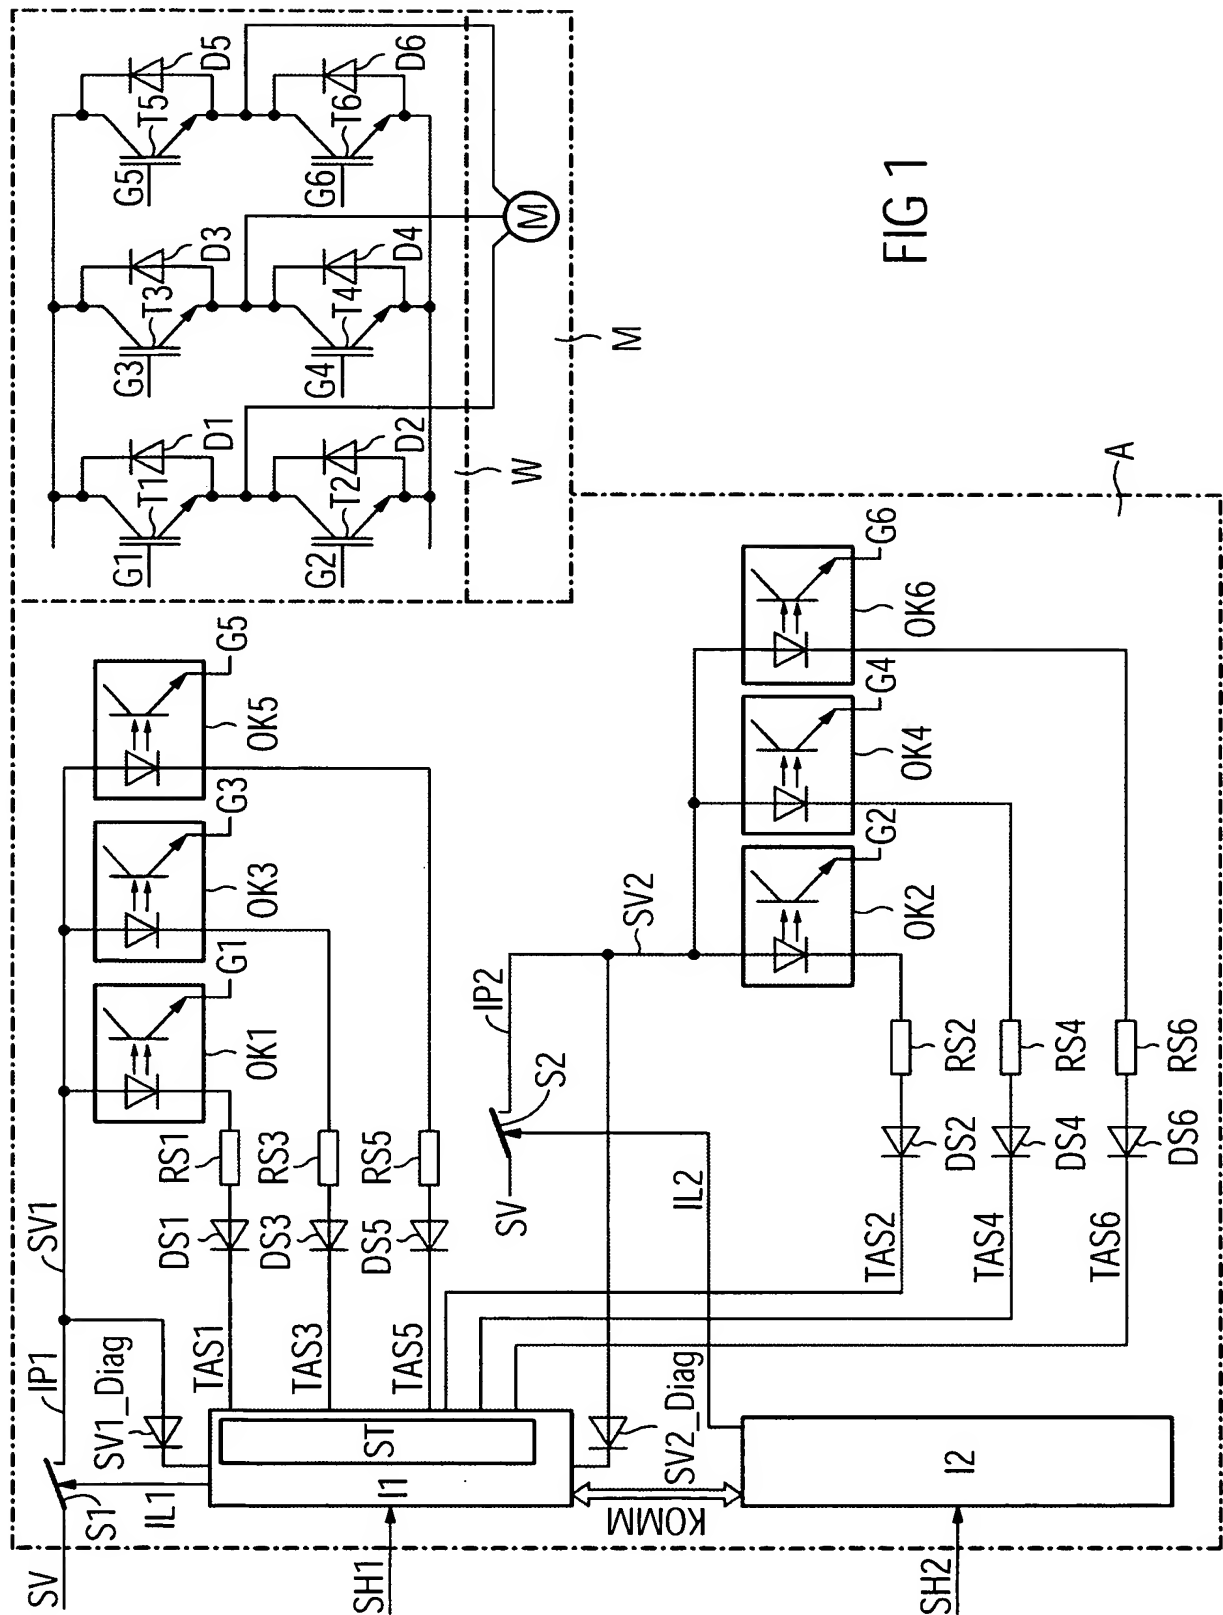 SV
S1
IL1
IP1
SV1
SV1_Diag
OK1
G1
OK3
G3
OK5
G5
RS1
DS1
TAS1
RS3
DS3
TAS3
RS5
DS5
TAS5
SH1
I1
ST
KOMM
SV2_Diag
SH2
I2
IL2
SV
S2
IP2
SV2
OK2
G2
OK4
G4
OK6
G6
TAS2
DS2
RS2
TAS4
DS4
RS4
TAS6
DS6
RS6
A
G1
T1
D1
G3
T3
D3
G5
T5
D5
G2
T2
D2
G4
T4
D4
G6
T6
D6
W
M
M
FIG 1